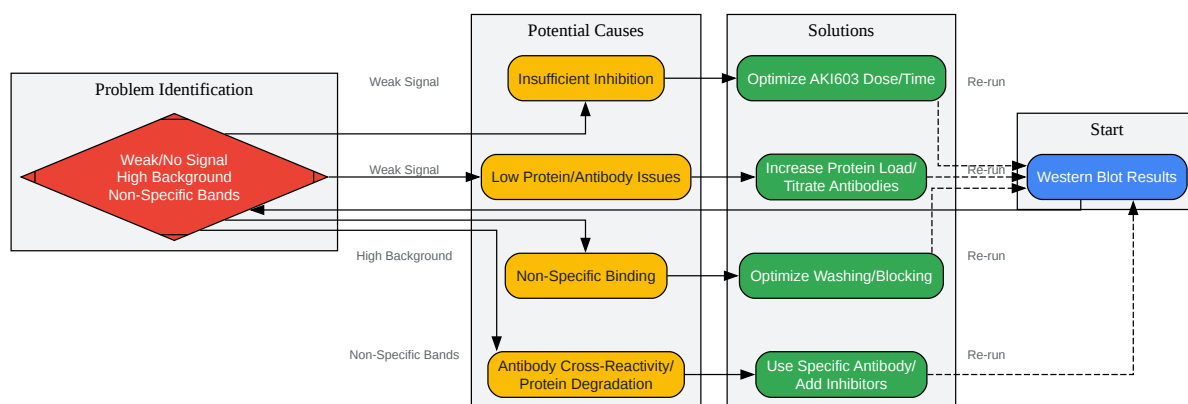 Problem Identification
Weak/No Signal
High Background
Non-Specific Bands
Weak Signal
Weak Signal
High Background
Non-Specific Bands
Potential Causes
Insufficient Inhibition
Low Protein/Antibody Issues
Non-Specific Binding
Antibody Cross-Reactivity/
Protein Degradation
Solutions
Optimize AKI603 Dose/Time
Increase Protein Load/
Titrate Antibodies
Optimize Washing/Blocking
Use Specific Antibody/
Add Inhibitors
Re-run
Re-run
Re-run
Re-run
Start
Western Blot Results